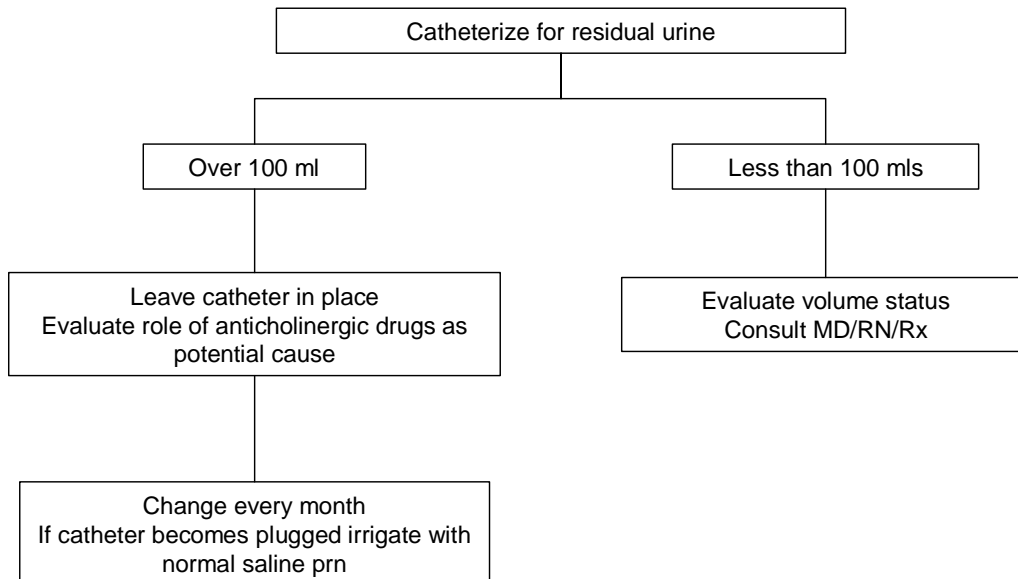 Catheterize for residual urine
Over 100 ml
Less than 100 mls
Leave catheter in place
Evaluate role of anticholinergic drugs as
potential cause
Evaluate volume status
Consult MD/RN/Rx
Change every month
If catheter becomes plugged irrigate with
normal saline prn